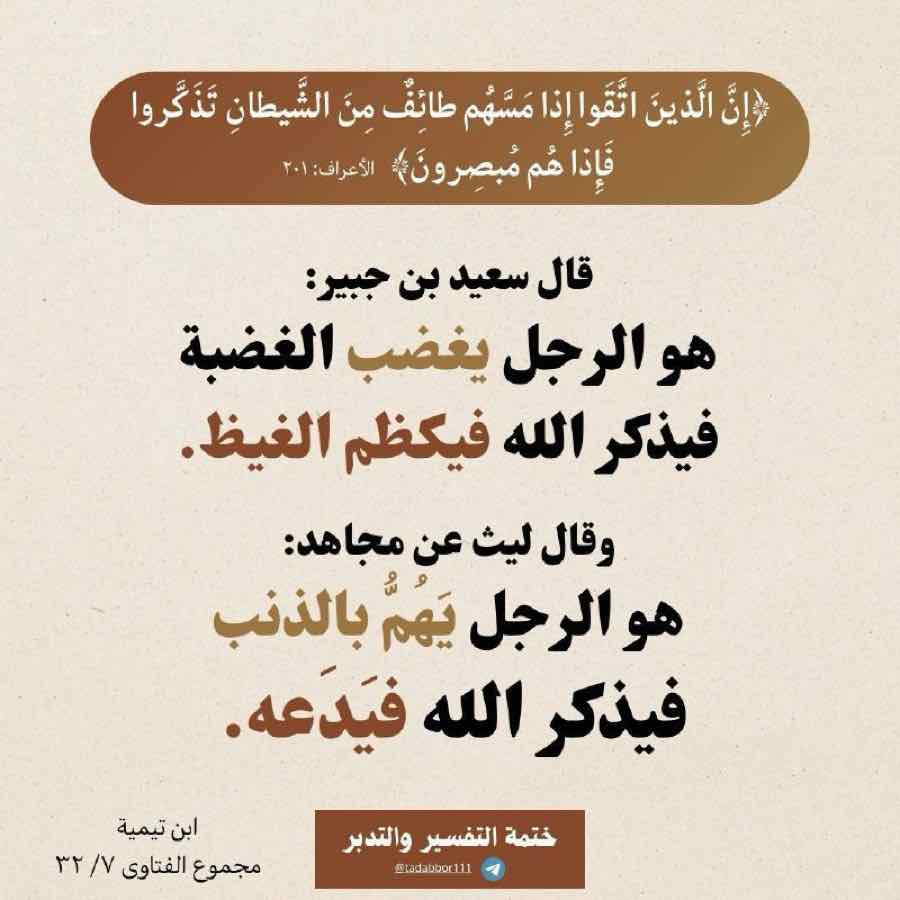 ﴿إِنَّ الَّذينَ اتَّقَوا إِذا مَسَّهُم طائِفٌ مِنَ الشَّيطانِ تَذَكَّروا
فَإِذا هُم مُبصِرونَ﴾ الأعراف: ٢٠١
قال سعيد بن جبير:
هو الرجل يغضب الغضبة
فيذكر الله فيكظم الغيظ.
وقال ليث عن مجاهد:
هو الرجل يَهُمُّ بالذنب
فيذكر الله فيَدَعه.
ختمة التفسير والتدبر
@tadabbor111
ابن تيمية
مجموع الفتاوى ٧/ ٣٢